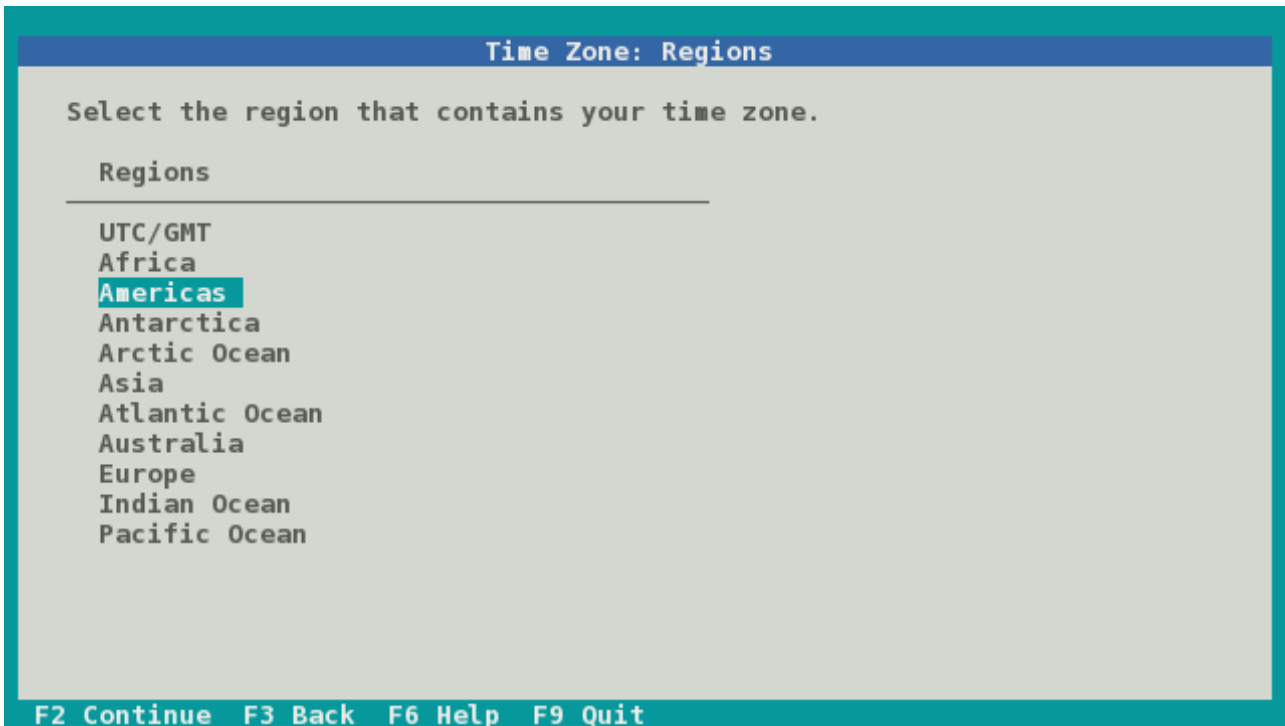 Time Zone: Regions
Select the region that contains your time zone.
Regions
UTC/GMT
Africa
Americas
Antarctica
Arctic Ocean
Asia
Atlantic Ocean
Australia
Europe
Indian Ocean
Pacific Ocean
F2 Continue F3 Back F6 Help F9 Quit